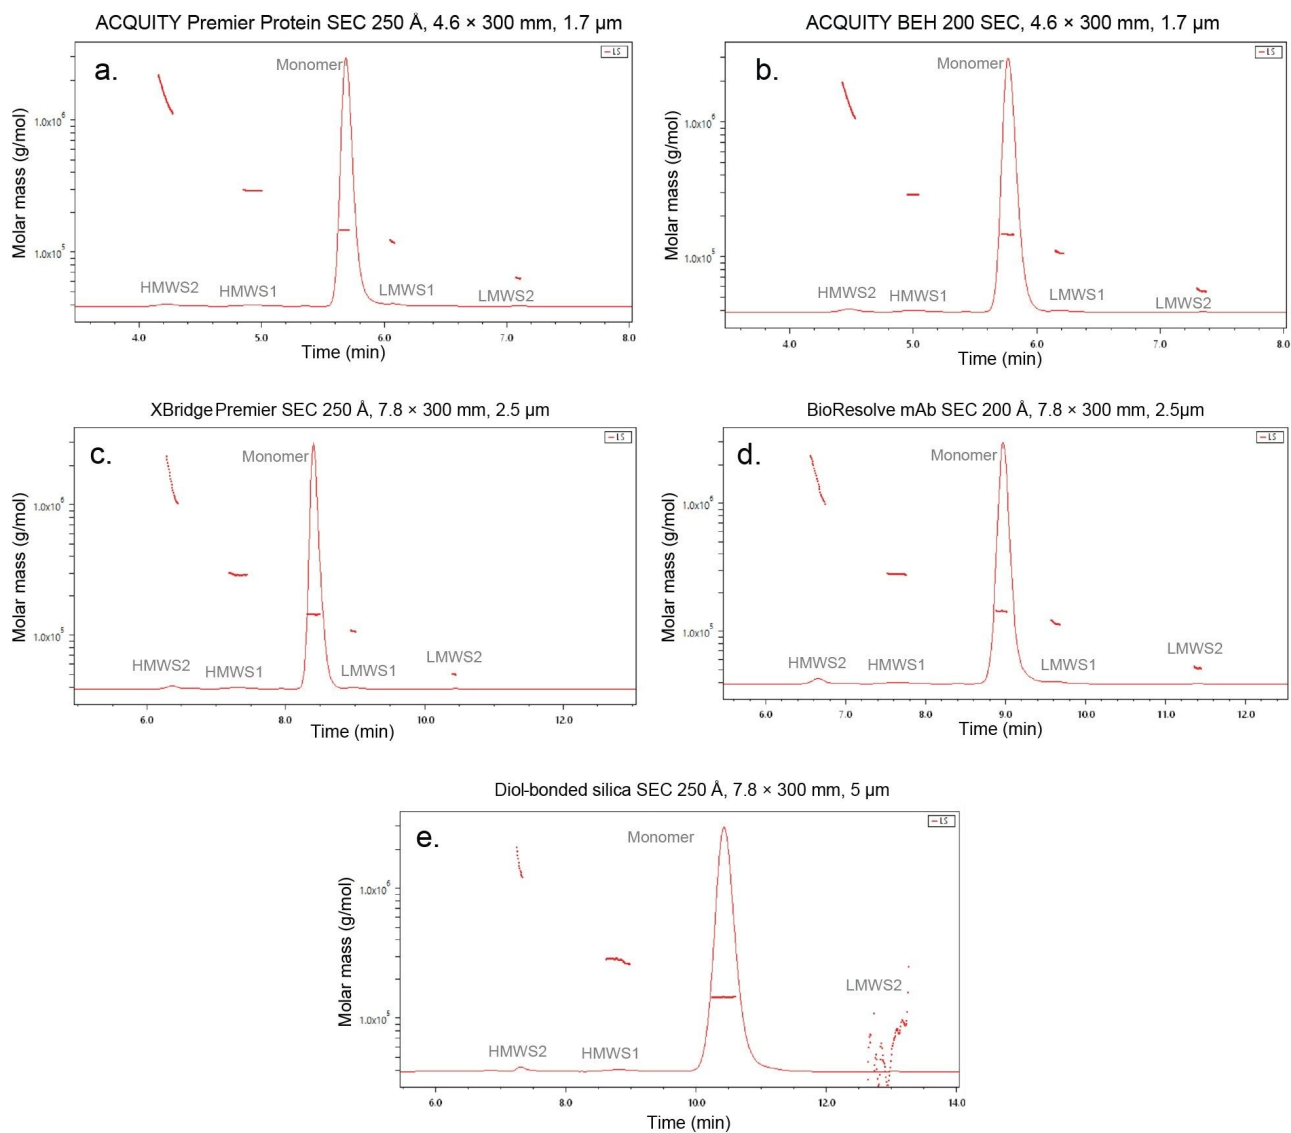 ACQUITY Premier Protein SEC 250 Å, 4.6 × 300 mm, 1.7 µm
a.
LS
Monomer
1.0x10⁶
1.0x10⁵
Molar mass (g/mol)
HMWS2
HMWS1
LMWS1
LMWS2
4.0 5.0 6.0 7.0 8.0
Time (min)
ACQUITY BEH 200 SEC, 4.6 × 300 mm, 1.7 µm
b.
LS
Monomer
1.0x10⁶
1.0x10⁵
Molar mass (g/mol)
HMWS2
HMWS1
LMWS1
LMWS2
4.0 5.0 6.0 7.0 8.0
Time (min)
XBridge Premier SEC 250 Å, 7.8 × 300 mm, 2.5 µm
c.
LS
Monomer
1.0x10⁶
1.0x10⁵
Molar mass (g/mol)
HMWS2
HMWS1
LMWS1
LMWS2
6.0 8.0 10.0 12.0
Time (min)
BioResolve mAb SEC 200 Å, 7.8 × 300 mm, 2.5µm
d.
LS
Monomer
1.0x10⁶
1.0x10⁵
Molar mass (g/mol)
HMWS2
HMWS1
LMWS1
LMWS2
6.0 7.0 8.0 9.0 10.0 11.0 12.0
Time (min)
Diol-bonded silica SEC 250 Å, 7.8 × 300 mm, 5 µm
e.
LS
Monomer
1.0x10⁶
1.0x10⁵
Molar mass (g/mol)
HMWS2
HMWS1
LMWS2
6.0 8.0 10.0 12.0 14.0
Time (min)